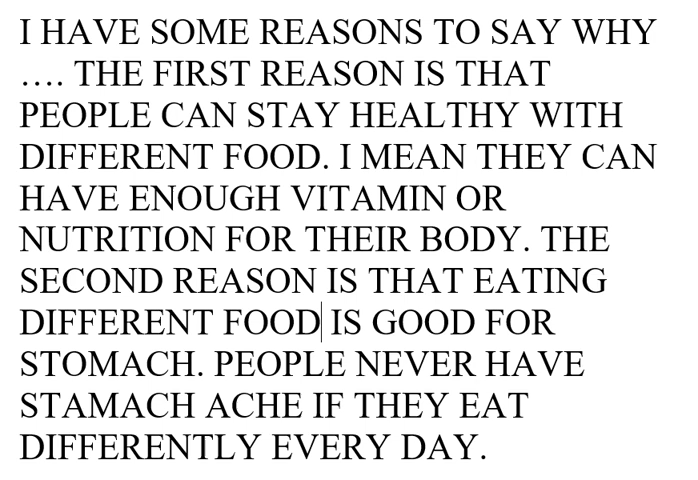 I HAVE SOME REASONS TO SAY WHY
…. THE FIRST REASON IS THAT
PEOPLE CAN STAY HEALTHY WITH
DIFFERENT FOOD. I MEAN THEY CAN
HAVE ENOUGH VITAMIN OR
NUTRITION FOR THEIR BODY. THE
SECOND REASON IS THAT EATING
DIFFERENT FOOD IS GOOD FOR
STOMACH. PEOPLE NEVER HAVE
STAMACH ACHE IF THEY EAT
DIFFERENTLY EVERY DAY.